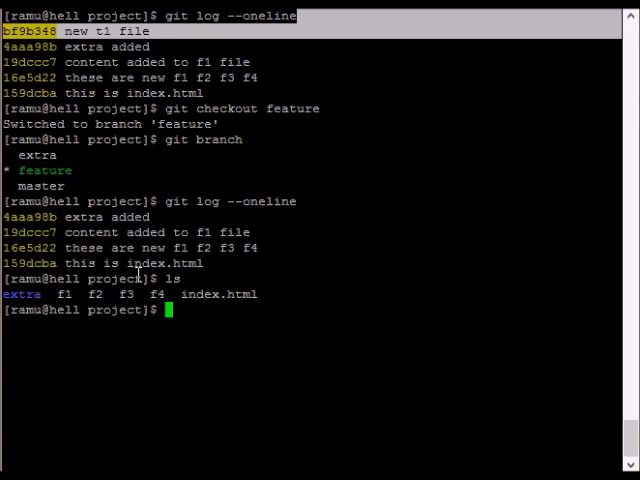 [ramu@hell project]$ git log --oneline
bf9b348 new t1 file
4aaa98b extra added
19dccc7 content added to f1 file
16e5d22 these are new f1 f2 f3 f4
159dcba this is index.html
[ramu@hell project]$ git checkout feature
Switched to branch 'feature'
[ramu@hell project]$ git branch
  extra
* feature
  master
[ramu@hell project]$ git log --oneline
4aaa98b extra added
19dccc7 content added to f1 file
16e5d22 these are new f1 f2 f3 f4
159dcba this is index.html
[ramu@hell project]$ ls
extra  f1  f2  f3  f4  index.html
[ramu@hell project]$